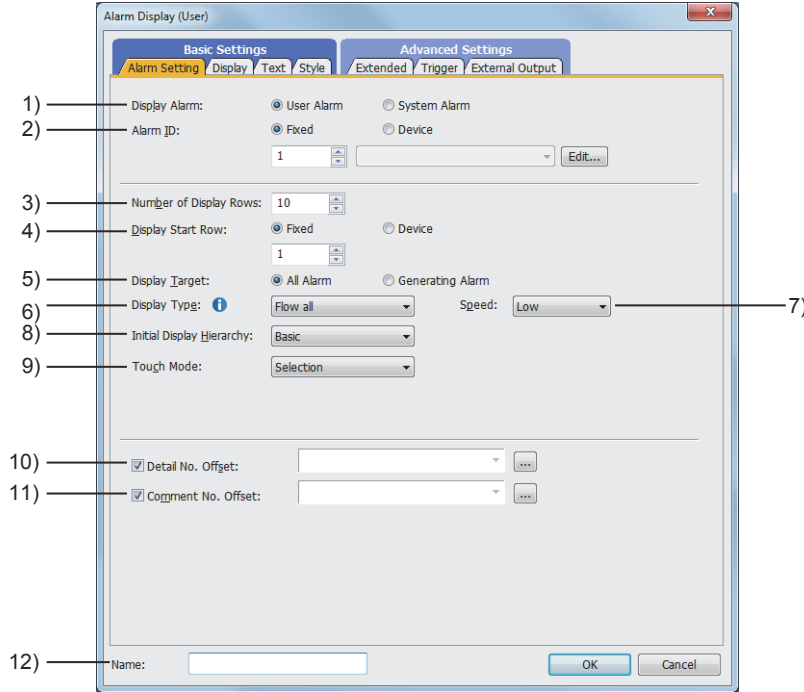 Alarm Display (User)
x
Basic Settings Advanced Settings
Alarm Setting Display Text Style Extended Trigger External Output
1) Display Alarm: User Alarm System Alarm
2) Alarm ID: Fixed Device
1 Edit...
3) Number of Display Rows: 10
4) Display Start Row: Fixed Device
1
5) Display Target: All Alarm Generating Alarm
6) Display Type: i Flow all Speed: Low 7)
8) Initial Display Hierarchy: Basic
9) Touch Mode: Selection
10) Detail No. Offset: ...
11) Comment No. Offset: ...
12) Name: OK Cancel